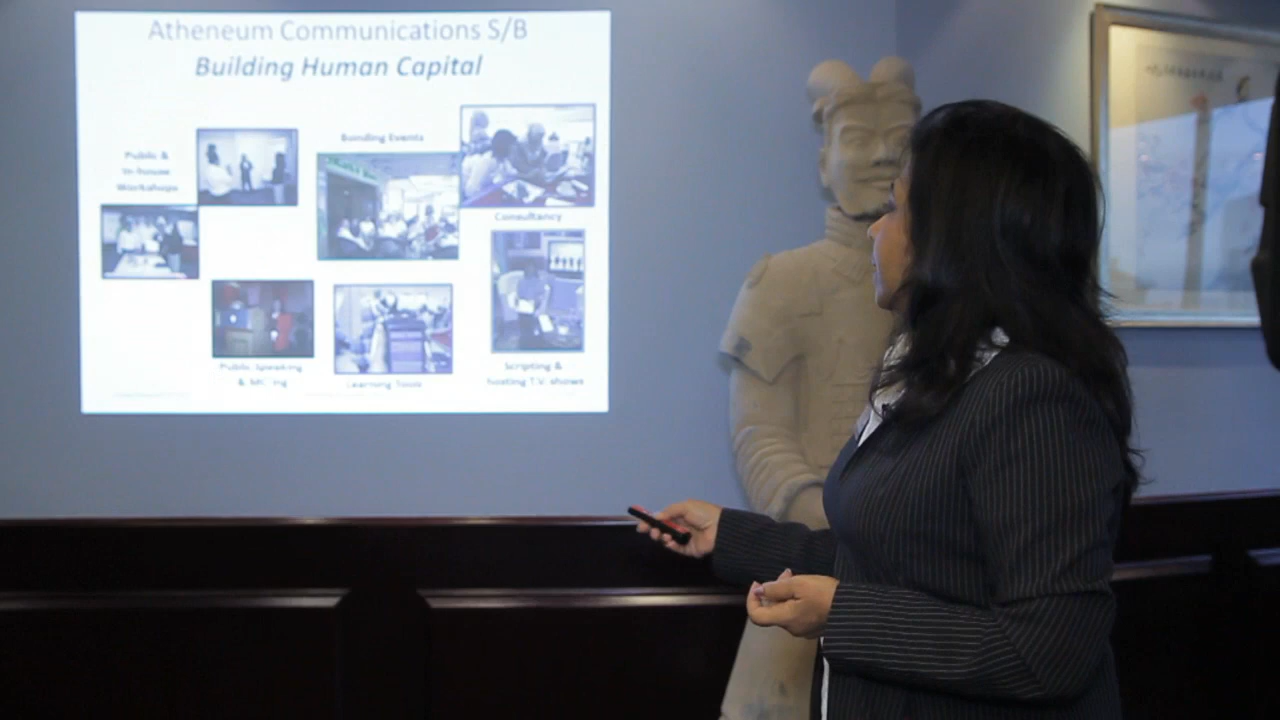 Atheneum Communications S/B
Building Human Capital
Bonding Events
Public &
In-house
Workshops
Consultancy
Public Speaking
& MC'ing
Learning Tools
Scripting &
hosting T.V. shows